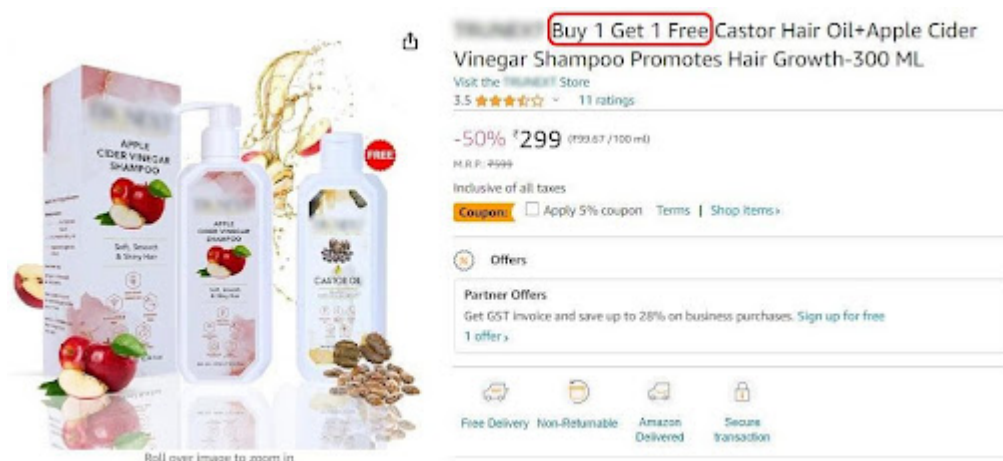 Buy 1 Get 1 Free Castor Hair Oil+Apple Cider
Vinegar Shampoo Promotes Hair Growth-300 ML
Visit the Store
3.5 11 ratings
-50% ₹299 (₹99.67 /100 ml)
M.R.P.: ₹599
Inclusive of all taxes
Coupon: Apply 5% coupon Terms | Shop items>
Offers
Partner Offers
Get GST invoice and save up to 28% on business purchases. Sign up for free
1 offer >
Free Delivery Non-Returnable Amazon Delivered Secure transaction
APPLE
CIDER VINEGAR
SHAMPOO
Soft, Smooth
& Shiny Hair
APPLE
CIDER VINEGAR
SHAMPOO
Soft, Smooth
& Shiny Hair
FREE
CASTOR OIL
Roll over image to zoom in